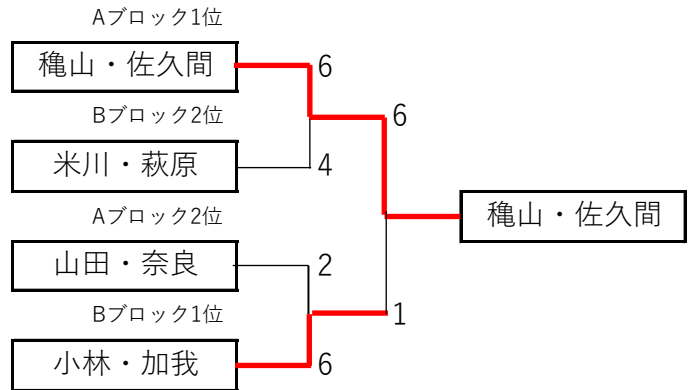 Aブロック1位
穐山・佐久間
6
Bブロック2位
6
米川・萩原
4
穐山・佐久間
Aブロック2位
山田・奈良
2
Bブロック1位
1
小林・加我
6